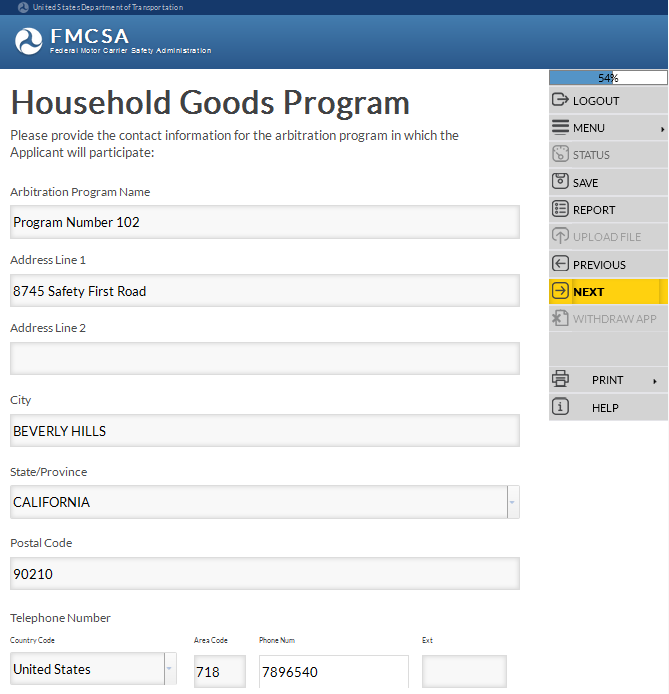 United States Department of Transportation
FMCSA
Federal Motor Carrier Safety Administration
54%
Household Goods Program
LOGOUT
Please provide the contact information for the arbitration program in which the
Applicant will participate:
MENU
STATUS
SAVE
REPORT
UPLOAD FILE
PREVIOUS
NEXT
WITHDRAW APP
PRINT
HELP
Arbitration Program Name
Program Number 102
Address Line 1
8745 Safety First Road
Address Line 2
City
BEVERLY HILLS
State/Province
CALIFORNIA
Postal Code
90210
Telephone Number
Country Code Area Code Phone Num Ext
United States 718 7896540